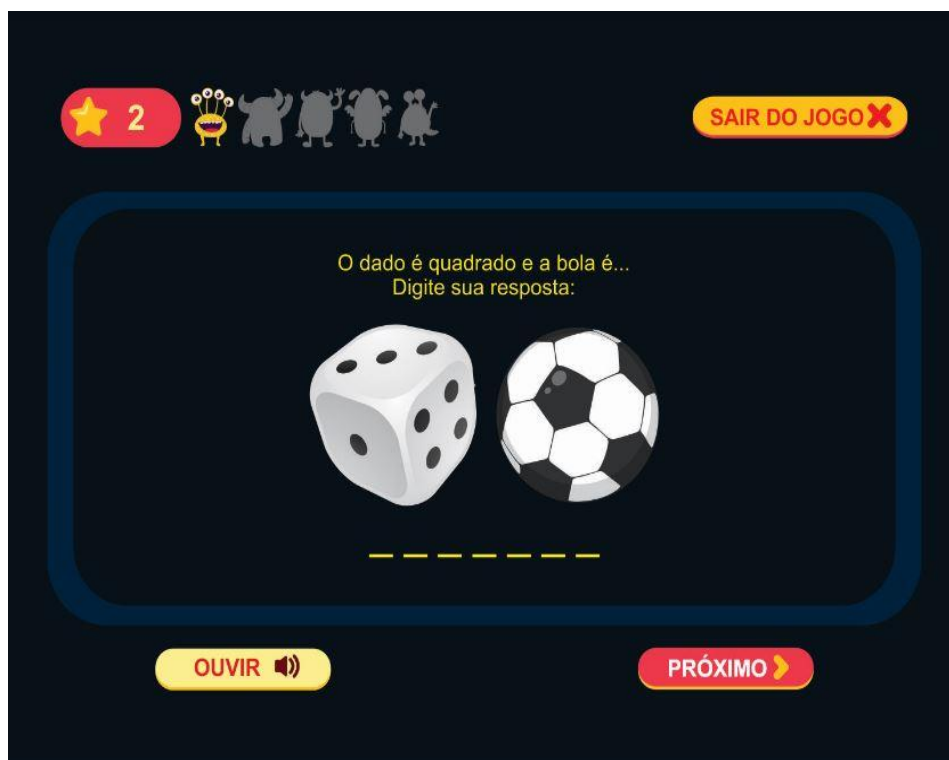 2
SAIR DO JOGO
O dado é quadrado e a bola é...
Digite sua resposta:
_ _ _ _ _ _ _
OUVIR
PRÓXIMO